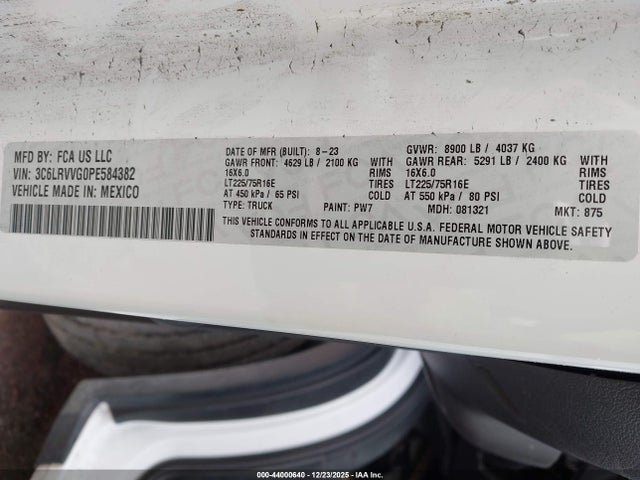 MFD BY: FCA US LLC
VIN: 3C6LRVVG0PE584382
VEHICLE MADE IN: MEXICO
DATE OF MFR (BUILT): 8-23 GVWR: 8900 LB / 4037 KG
GAWR FRONT: 4629 LB / 2100 KG WITH GAWR REAR: 5291 LB / 2400 KG WITH
16X6.0 RIMS 16X6.0 RIMS
LT225/75R16E TIRES LT225/75R16E TIRES
AT 450 kPa / 65 PSI COLD AT 550 kPa / 80 PSI COLD
TYPE: TRUCK PAINT: PW7 MDH: 081321 MKT: 875
THIS VEHICLE CONFORMS TO ALL APPLICABLE U.S.A. FEDERAL MOTOR VEHICLE SAFETY
STANDARDS IN EFFECT ON THE DATE OF MANUFACTURE SHOWN ABOVE.
000-44000640 - 12/23/2025 - IAA Inc.